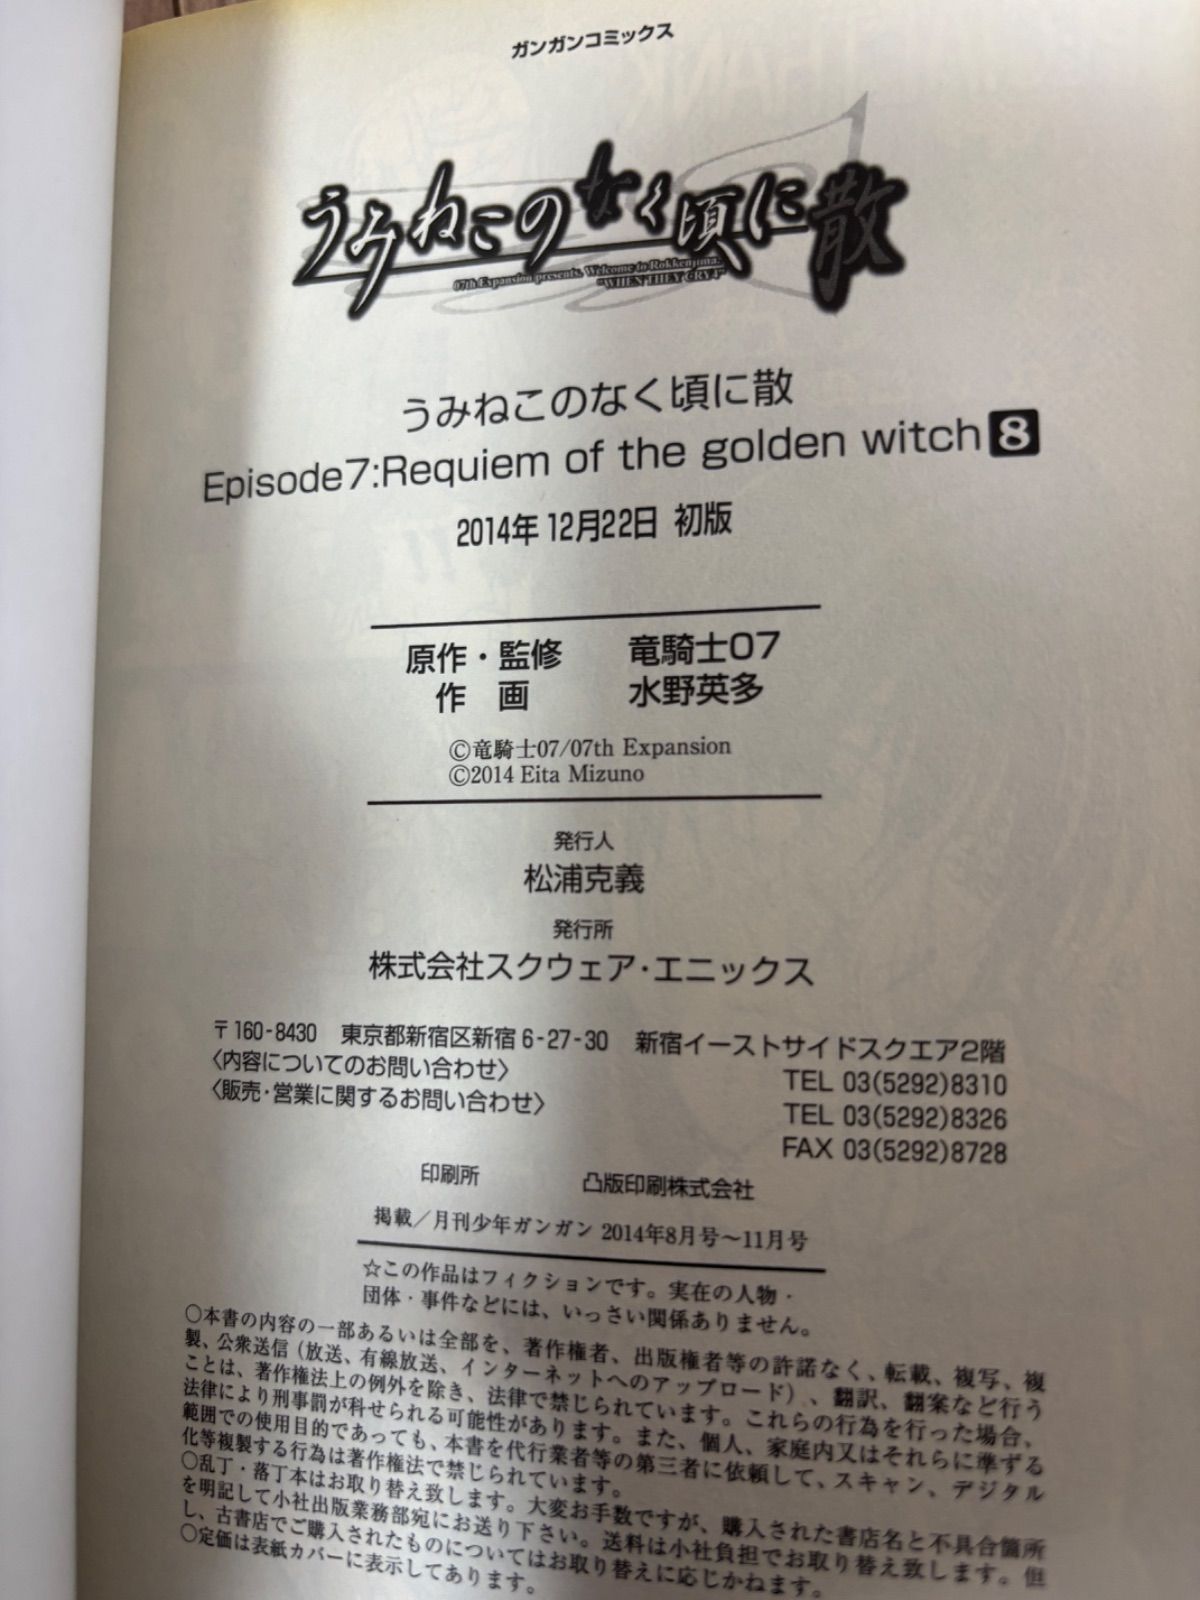 ガンガンコミックス
うみねこのなく頃に散
07th Expansion presents. Welcome to Rokkenjima.
"WHEN THEY CRY 4"
うみねこのなく頃に散
Episode7:Requiem of the golden witch 8
2014年12月22日 初版
原作・監修 竜騎士07
作 画 水野英多
©竜騎士07/07th Expansion
©2014 Eita Mizuno
発行人
松浦克義
発行所
株式会社スクウェア・エニックス
〒160-8430 東京都新宿区新宿6-27-30 新宿イーストサイドスクエア2階
〈内容についてのお問い合わせ〉 TEL 03(5292)8310
〈販売・営業に関するお問い合わせ〉 TEL 03(5292)8326
FAX 03(5292)8728
印刷所 凸版印刷株式会社
掲載／月刊少年ガンガン 2014年8月号〜11月号
☆この作品はフィクションです。実在の人物・
団体・事件などには、いっさい関係ありません。
○本書の内容の一部あるいは全部を、著作権者、出版権者等の許諾なく、転載、複写、複
製、公衆送信（放送、有線放送、インターネットへのアップロード）、翻訳、翻案など行う
ことは、著作権法上の例外を除き、法律で禁じられています。これらの行為を行った場合、
法律により刑事罰が科せられる可能性があります。また、個人、家庭内又はそれらに準ずる
範囲での使用目的であっても、本書を代行業者等の第三者に依頼して、スキャン、デジタル
化等複製する行為は著作権法で禁じられています。
○乱丁・落丁本はお取り替え致します。大変お手数ですが、購入された書店名と不具合箇所
を明記して小社出版業務部宛にお送り下さい。送料は小社負担でお取り替え致します。但
し、古書店でご購入されたものについてはお取り替えに応じかねます。
○定価は表紙カバーに表示してあります。